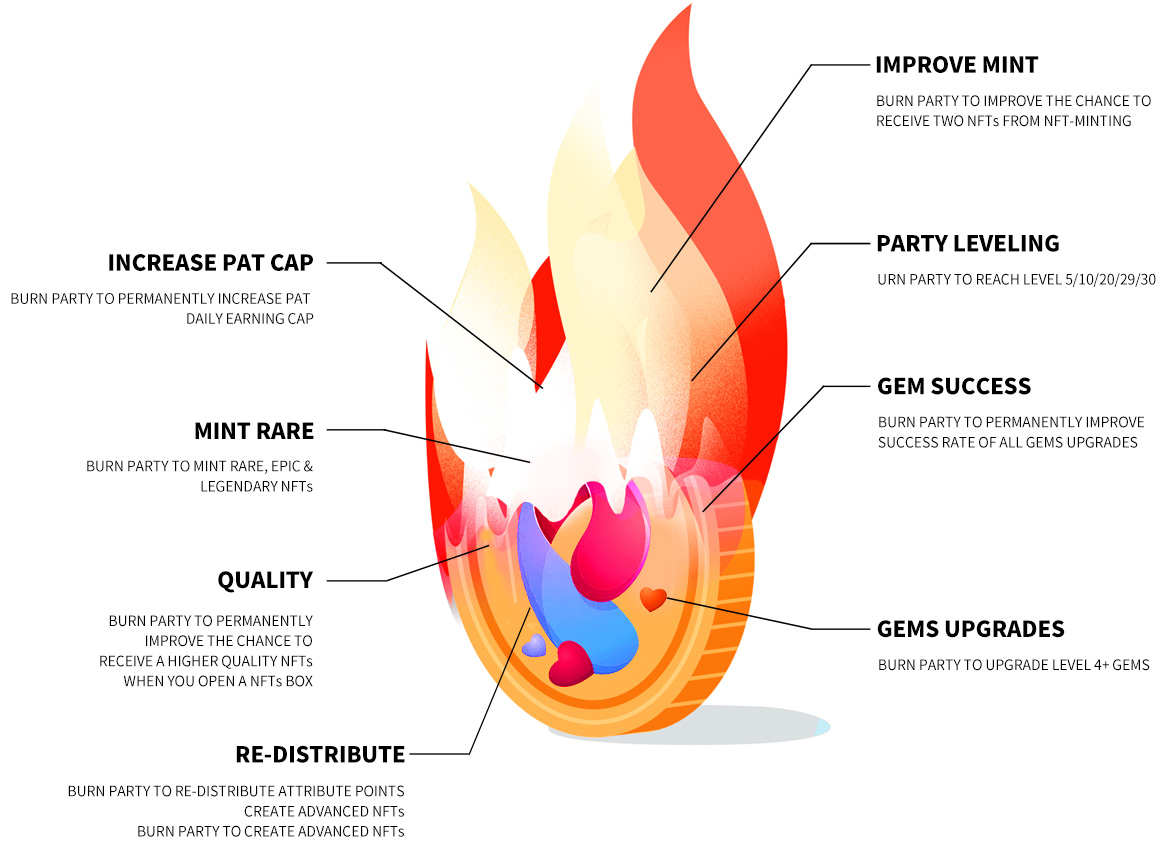 IMPROVE MINT
BURN PARTY TO IMPROVE THE CHANCE TO
RECEIVE TWO NFTs FROM NFT-MINTING
PARTY LEVELING
URN PARTY TO REACH LEVEL 5/10/20/29/30
GEM SUCCESS
BURN PARTY TO PERMANENTLY IMPROVE
SUCCESS RATE OF ALL GEMS UPGRADES
GEMS UPGRADES
BURN PARTY TO UPGRADE LEVEL 4+ GEMS
INCREASE PAT CAP
BURN PARTY TO PERMANENTLY INCREASE PAT
DAILY EARNING CAP
MINT RARE
BURN PARTY TO MINT RARE, EPIC &
LEGENDARY NFTs
QUALITY
BURN PARTY TO PERMANENTLY
IMPROVE THE CHANCE TO
RECEIVE A HIGHER QUALITY NFTs
WHEN YOU OPEN A NFTs BOX
RE-DISTRIBUTE
BURN PARTY TO RE-DISTRIBUTE ATTRIBUTE POINTS
CREATE ADVANCED NFTs
BURN PARTY TO CREATE ADVANCED NFTs